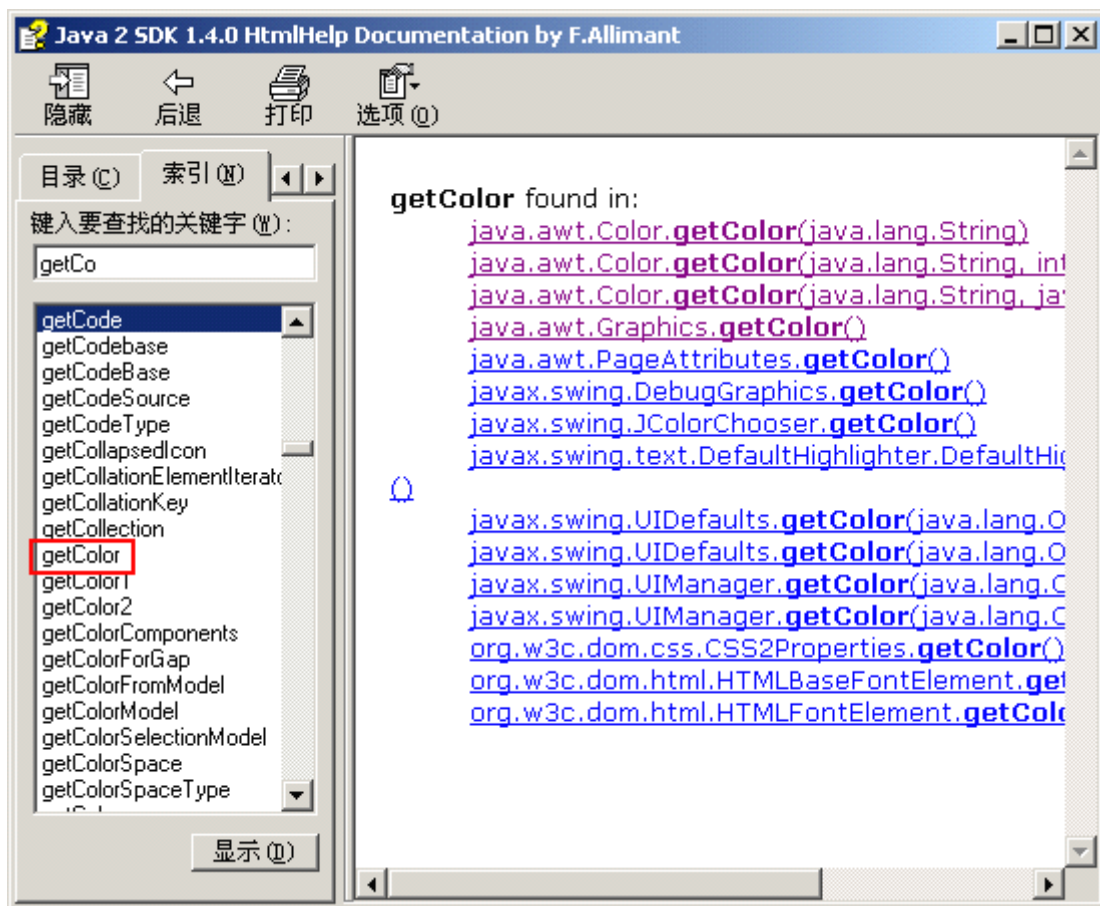 Java 2 SDK 1.4.0 HtmlHelp Documentation by F.Allimant
隐藏 后退 打印 选项(O)
目录(C) 索引(N)
键入要查找的关键字(W):
getCo
getCode
getCodebase
getCodeBase
getCodeSource
getCodeType
getCollapsedIcon
getCollationElementIterato
getCollationKey
getCollection
getColor
getColor1
getColor2
getColorComponents
getColorForGap
getColorFromModel
getColorModel
getColorSelectionModel
getColorSpace
getColorSpaceType
显示(D)
getColor found in:
java.awt.Color.getColor(java.lang.String)
java.awt.Color.getColor(java.lang.String, int
java.awt.Color.getColor(java.lang.String, ja
java.awt.Graphics.getColor()
java.awt.PageAttributes.getColor()
javax.swing.DebugGraphics.getColor()
javax.swing.JColorChooser.getColor()
javax.swing.text.DefaultHighlighter.DefaultHig
()
javax.swing.UIDefaults.getColor(java.lang.O
javax.swing.UIDefaults.getColor(java.lang.O
javax.swing.UIManager.getColor(java.lang.O
javax.swing.UIManager.getColor(java.lang.O
org.w3c.dom.css.CSS2Properties.getColor()
org.w3c.dom.html.HTMLBaseFontElement.get
org.w3c.dom.html.HTMLFontElement.getColo